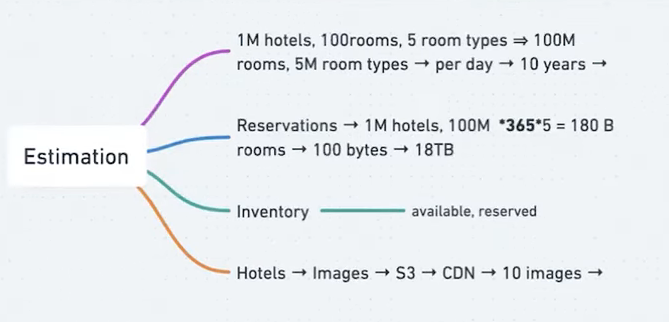 Estimation
1M hotels, 100rooms, 5 room types ⇒ 100M
rooms, 5M room types → per day → 10 years →
Reservations → 1M hotels, 100M *365*5 = 180 B
rooms → 100 bytes → 18TB
Inventory
available, reserved
Hotels → Images → S3 → CDN → 10 images →